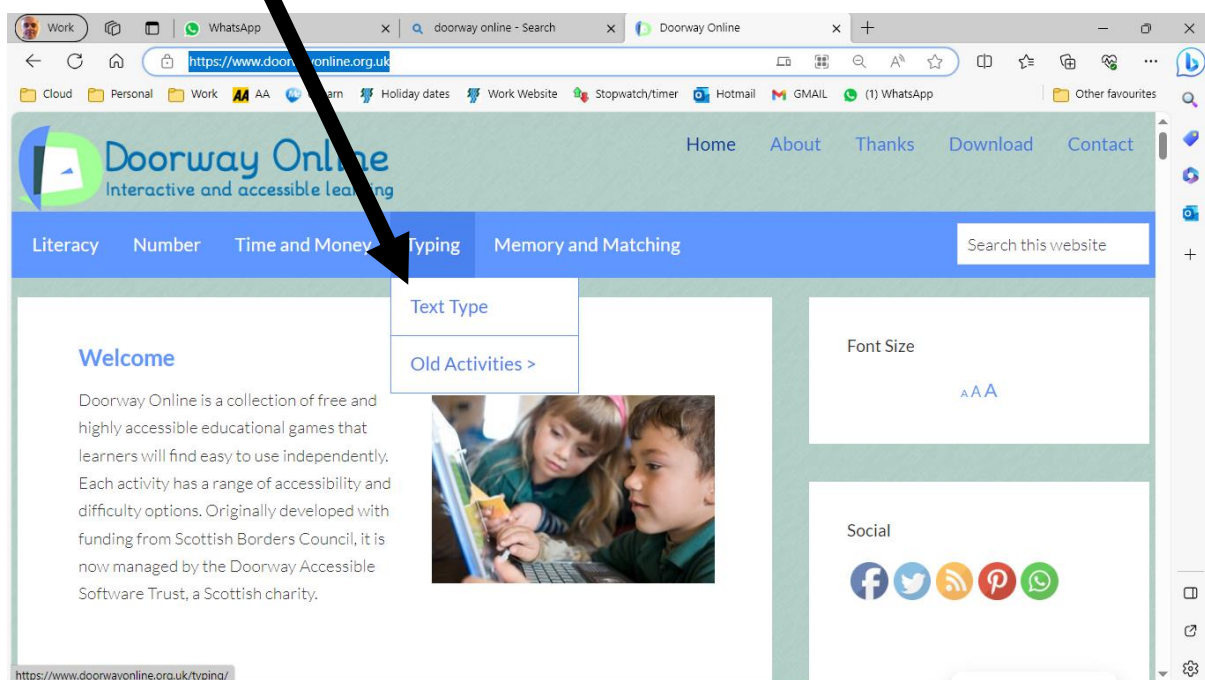 Work
WhatsApp
doorway online - Search
Doorway Online
https://www.doorwayonline.org.uk
Cloud Personal Work AA AA Holiday dates Work Website Stopwatch/timer Hotmail GMAIL (1) WhatsApp Other favourites
Doorway Online
Interactive and accessible learning
Home About Thanks Download Contact
Literacy Number Time and Money Typing Memory and Matching
Search this website
Text Type
Old Activities >
Welcome
Doorway Online is a collection of free and
highly accessible educational games that
learners will find easy to use independently.
Each activity has a range of accessibility and
difficulty options. Originally developed with
funding from Scottish Borders Council, it is
now managed by the Doorway Accessible
Software Trust, a Scottish charity.
Font Size
A A A
Social
https://www.doorwayonline.org.uk/typing/